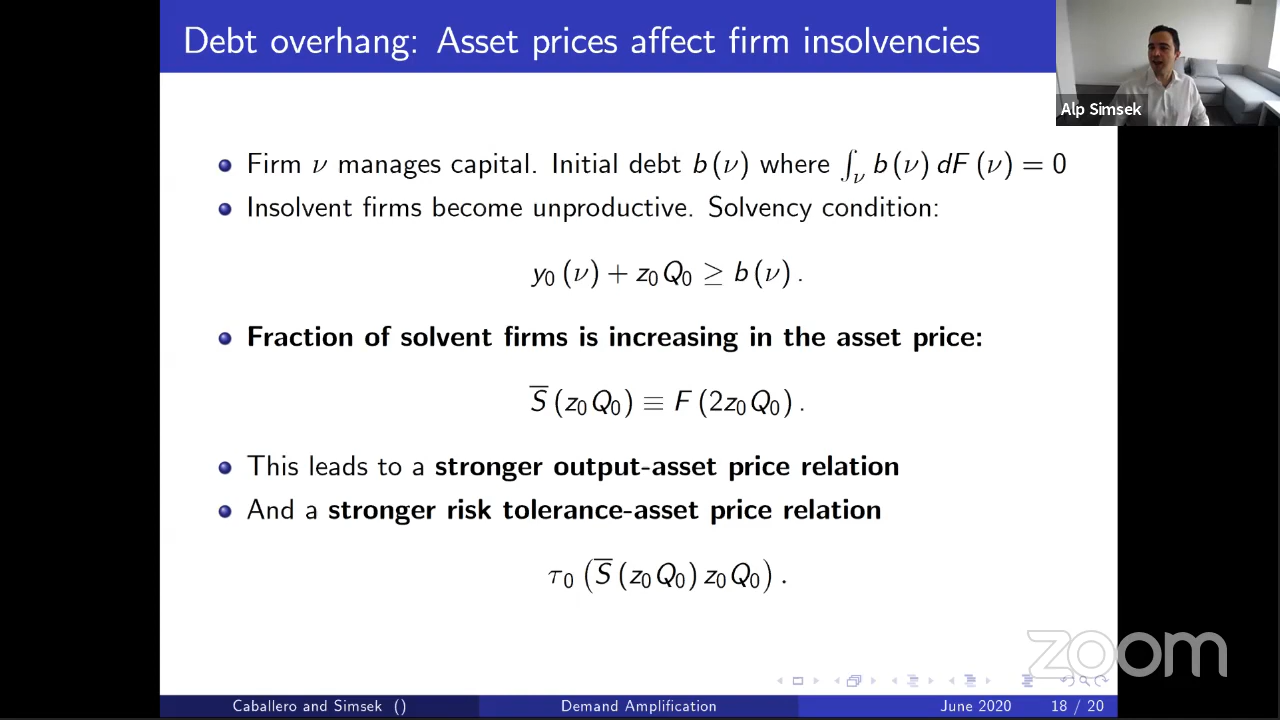 Debt overhang: Asset prices affect firm insolvencies
Alp Simsek
Firm ν manages capital. Initial debt b (ν) where ∫ν b (ν) dF (ν) = 0
Insolvent firms become unproductive. Solvency condition:
y₀ (ν) + z₀Q₀ ≥ b (ν) .
Fraction of solvent firms is increasing in the asset price:
S̅ (z₀Q₀) ≡ F (2z₀Q₀) .
This leads to a stronger output-asset price relation
And a stronger risk tolerance-asset price relation
τ₀ (S̅ (z₀Q₀) z₀Q₀) .
zoom
Caballero and Simsek () Demand Amplification June 2020 18 / 20